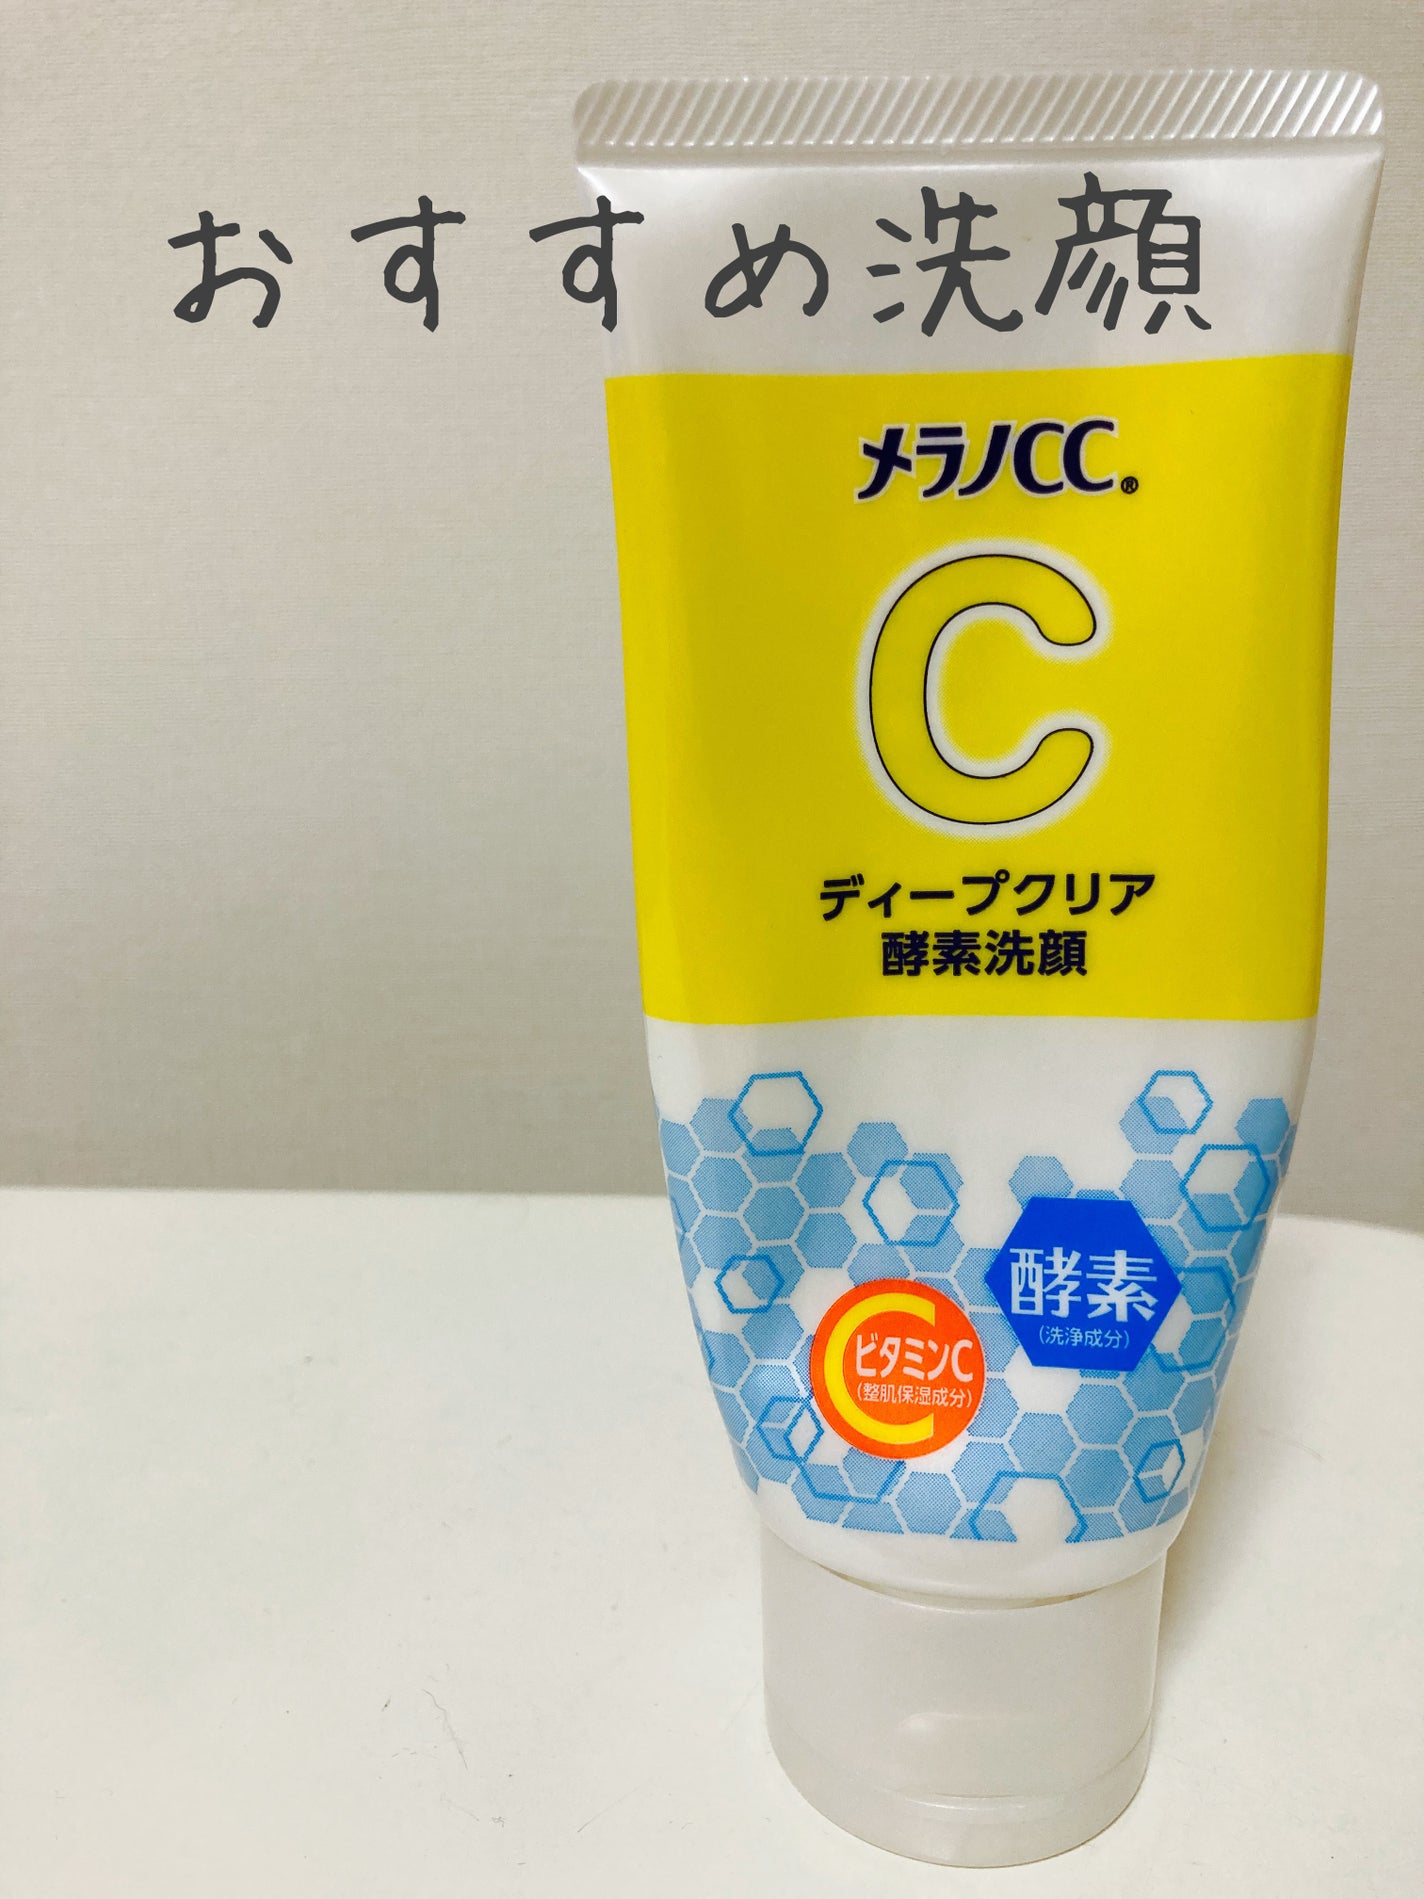 おすすめ洗顔
メラノCC®
C
ディープクリア
酵素洗顔
酵素
(洗浄成分)
C
ビタミンC
(整肌保湿成分)